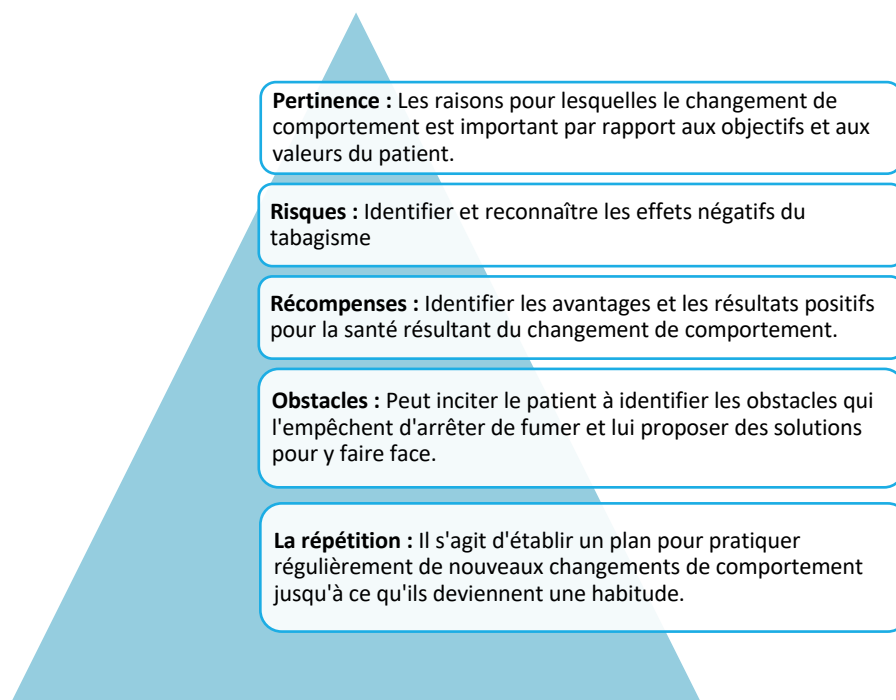 Pertinence : Les raisons pour lesquelles le changement de
comportement est important par rapport aux objectifs et aux
valeurs du patient.
Risques : Identifier et reconnaître les effets négatifs du
tabagisme
Récompenses : Identifier les avantages et les résultats positifs
pour la santé résultant du changement de comportement.
Obstacles : Peut inciter le patient à identifier les obstacles qui
l'empêchent d'arrêter de fumer et lui proposer des solutions
pour y faire face.
La répétition : Il s'agit d'établir un plan pour pratiquer
régulièrement de nouveaux changements de comportement
jusqu'à ce qu'ils deviennent une habitude.